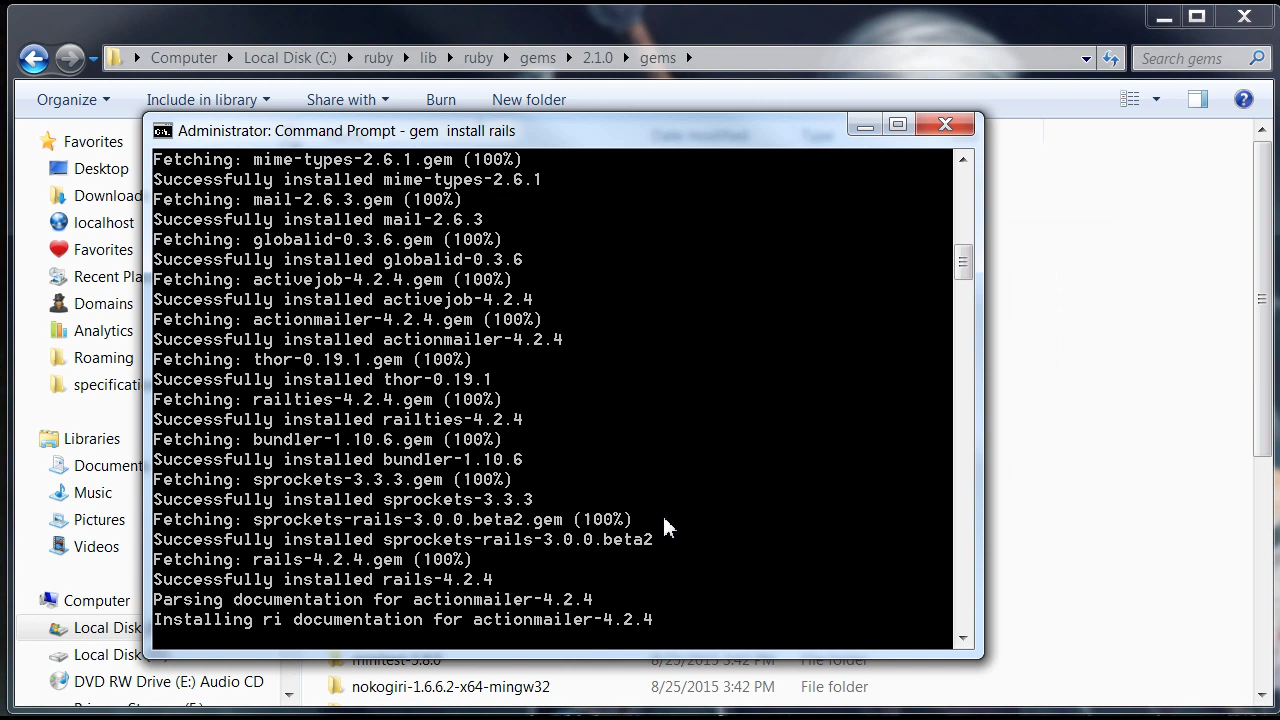 Computer
Local Disk (C:)
ruby
lib
ruby
gems
2.1.0
gems
Search gems
Organize
Include in library
Share with
Burn
New folder
Administrator: Command Prompt - gem  install rails
Fetching: mime-types-2.6.1.gem (100%)
Successfully installed mime-types-2.6.1
Fetching: mail-2.6.3.gem (100%)
Successfully installed mail-2.6.3
Fetching: globalid-0.3.6.gem (100%)
Successfully installed globalid-0.3.6
Fetching: activejob-4.2.4.gem (100%)
Successfully installed activejob-4.2.4
Fetching: actionmailer-4.2.4.gem (100%)
Successfully installed actionmailer-4.2.4
Fetching: thor-0.19.1.gem (100%)
Successfully installed thor-0.19.1
Fetching: railties-4.2.4.gem (100%)
Successfully installed railties-4.2.4
Fetching: bundler-1.10.6.gem (100%)
Successfully installed bundler-1.10.6
Fetching: sprockets-3.3.3.gem (100%)
Successfully installed sprockets-3.3.3
Fetching: sprockets-rails-3.0.0.beta2.gem (100%)
Successfully installed sprockets-rails-3.0.0.beta2
Fetching: rails-4.2.4.gem (100%)
Successfully installed rails-4.2.4
Parsing documentation for actionmailer-4.2.4
Installing ri documentation for actionmailer-4.2.4
Favorites
Desktop
Download
localhost
Favorites
Recent Pla
Domains
Analytics
Roaming
specificati
Libraries
Document
Music
Pictures
Videos
Computer
Local Disk
Local Disk
DVD RW Drive (E:) Audio CD
minitest-5.8.0 8/25/2015 3:42 PM File folder
nokogiri-1.6.6.2-x64-mingw32 8/25/2015 3:42 PM File folder